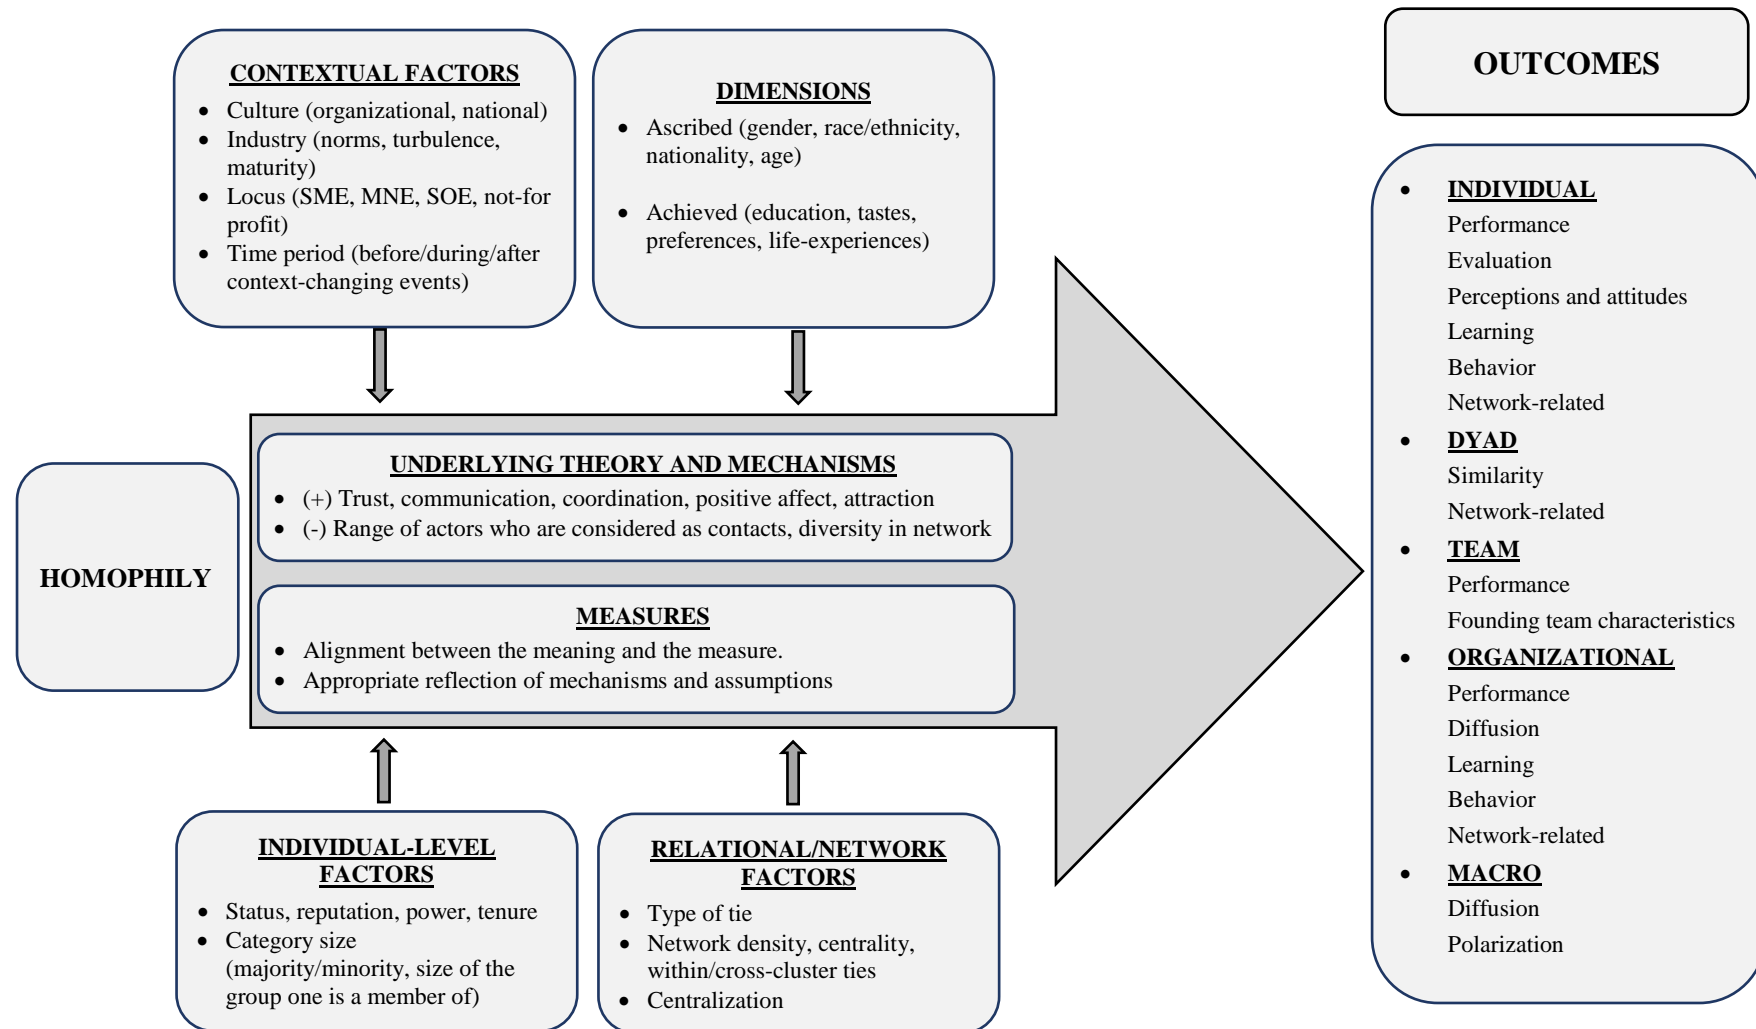 CONTEXTUAL FACTORS
• Culture (organizational, national)
• Industry (norms, turbulence,
maturity)
• Locus (SME, MNE, SOE, not-for
profit)
• Time period (before/during/after
context-changing events)
DIMENSIONS
• Ascribed (gender, race/ethnicity,
nationality, age)
• Achieved (education, tastes,
preferences, life-experiences)
HOMOPHILY
UNDERLYING THEORY AND MECHANISMS
• (+) Trust, communication, coordination, positive affect, attraction
• (-) Range of actors who are considered as contacts, diversity in network
MEASURES
• Alignment between the meaning and the measure.
• Appropriate reflection of mechanisms and assumptions
INDIVIDUAL-LEVEL
FACTORS
• Status, reputation, power, tenure
• Category size
(majority/minority, size of the
group one is a member of)
RELATIONAL/NETWORK
FACTORS
• Type of tie
• Network density, centrality,
within/cross-cluster ties
• Centralization
OUTCOMES
• INDIVIDUAL
Performance
Evaluation
Perceptions and attitudes
Learning
Behavior
Network-related
• DYAD
Similarity
Network-related
• TEAM
Performance
Founding team characteristics
• ORGANIZATIONAL
Performance
Diffusion
Learning
Behavior
Network-related
• MACRO
Diffusion
Polarization